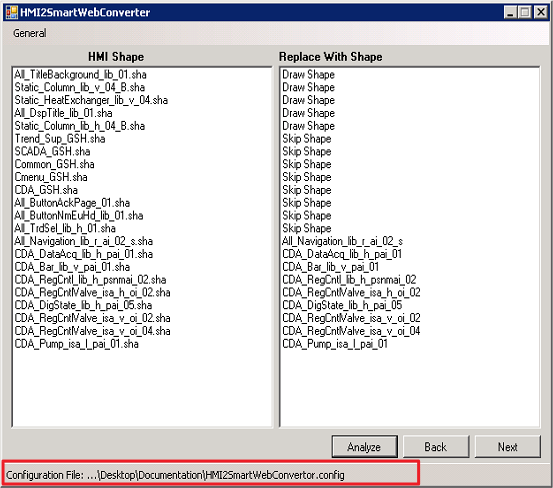 HMI2SmartWebConverter
General
HMI Shape
Replace With Shape
All_TitleBackground_lib_01.sha
Draw Shape
Static_Column_lib_v_04_B.sha
Draw Shape
Static_HeatExchanger_lib_v_04.sha
Draw Shape
All_DspTitle_lib_01.sha
Draw Shape
Static_Column_lib_h_04_B.sha
Draw Shape
Trend_Sup_GSH.sha
Skip Shape
SCADA_GSH.sha
Skip Shape
Common_GSH.sha
Skip Shape
Cmenu_GSH.sha
Skip Shape
CDA_GSH.sha
Skip Shape
All_ButtonAckPage_01.sha
Skip Shape
All_ButtonNmEuHd_lib_01.sha
Skip Shape
All_TrdSel_lib_h_01.sha
Skip Shape
All_Navigation_lib_r_ai_02_s.sha
All_Navigation_lib_r_ai_02_s
CDA_DataAcq_lib_h_pai_01.sha
CDA_DataAcq_lib_h_pai_01
CDA_Bar_lib_v_pai_01.sha
CDA_Bar_lib_v_pai_01
CDA_RegCntl_lib_h_psnmai_02.sha
CDA_RegCntl_lib_h_psnmai_02
CDA_RegCntlValve_isa_h_oi_02.sha
CDA_RegCntlValve_isa_h_oi_02
CDA_DigState_lib_h_pai_05.sha
CDA_DigState_lib_h_pai_05
CDA_RegCntValve_isa_v_oi_02.sha
CDA_RegCntValve_isa_v_oi_02
CDA_RegCntlValve_isa_v_oi_04.sha
CDA_RegCntlValve_isa_v_oi_04
CDA_Pump_isa_l_pai_01.sha
CDA_Pump_isa_l_pai_01
Analyze
Back
Next
Configuration File: ...\Desktop\Documentation\HMI2SmartWebConvertor.config